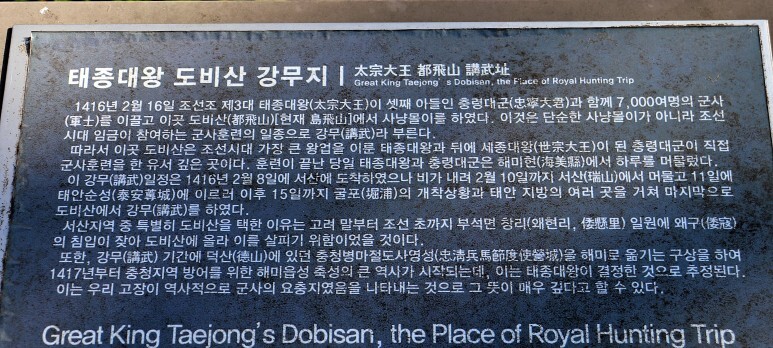 태종대왕 도비산 강무지 | 太宗大王 都飛山 講武址
Great King Taejong's Dobisan, the Place of Royal Hunting Trip
1416년 2월 16일 조선조 제3대 태종대왕(太宗大王)이 셋째 아들인 충령대군(忠寧大君)과 함께 7,000여명의 군사
(軍士)를 이끌고 이곳 도비산(都飛山)[현재 島飛山]에서 사냥몰이를 하였다. 이것은 단순한 사냥몰이가 아니라 조선
시대 임금이 참여하는 군사훈련의 일종으로 강무(講武)라 부른다.
따라서 이곳 도비산은 조선시대 가장 큰 왕업을 이룬 태종대왕과 뒤에 세종대왕(世宗大王)이 된 충령대군이 직접
군사훈련을 한 유서 깊은 곳이다. 훈련이 끝난 당일 태종대왕과 충령대군은 해미현(海美縣)에서 하루를 머물렀다.
이 강무(講武)일정은 1416년 2월 8일에 서산에 도착하였으나 비가 내려 2월 10일까지 서산(瑞山)에서 머물고 11일에
태안순성(泰安蓴城)에 이르러 이후 15일까지 굴포(堀浦)의 개착상황과 태안 지방의 여러 곳을 거쳐 마지막으로
도비산에서 강무(講武)를 하였다.
서산지역 중 특별히 도비산을 택한 이유는 고려 말부터 조선 초까지 부석면 창리(왜현리, 倭懸里) 일원에 왜구(倭寇)
의 침입이 잦아 도비산에 올라 이를 살피기 위함이었을 것이다.
또한, 강무(講武) 기간에 덕산(德山)에 있던 충청병마절도사영성(忠淸兵馬節度使營城)을 해미로 옮기는 구상을 하여
1417년부터 충청지역 방어를 위한 해미읍성 축성의 큰 역사가 시작되는데, 이는 태종대왕이 결정한 것으로 추정된다.
이는 우리 고장이 역사적으로 군사의 요충지였음을 나타내는 것으로 그 뜻이 매우 깊다고 할 수 있다.
Great King Taejong's Dobisan, the Place of Royal Hunting Trip